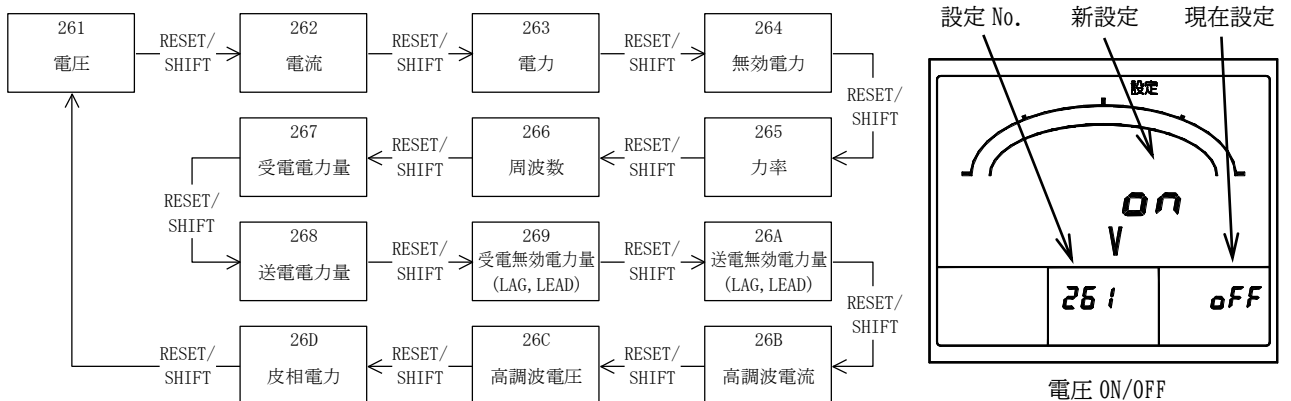 261
電圧
RESET/
SHIFT
262
電流
RESET/
SHIFT
263
電力
RESET/
SHIFT
264
無効電力
RESET/
SHIFT
265
力率
RESET/
SHIFT
266
周波数
RESET/
SHIFT
267
受電電力量
RESET/
SHIFT
268
送電電力量
RESET/
SHIFT
269
受電無効電力量
(LAG,LEAD)
RESET/
SHIFT
26A
送電無効電力量
(LAG,LEAD)
RESET/
SHIFT
26B
高調波電流
RESET/
SHIFT
26C
高調波電圧
RESET/
SHIFT
26D
皮相電力
RESET/
SHIFT
設定 No. 新設定 現在設定
設定
on
V
261 oFF
電圧 ON/OFF